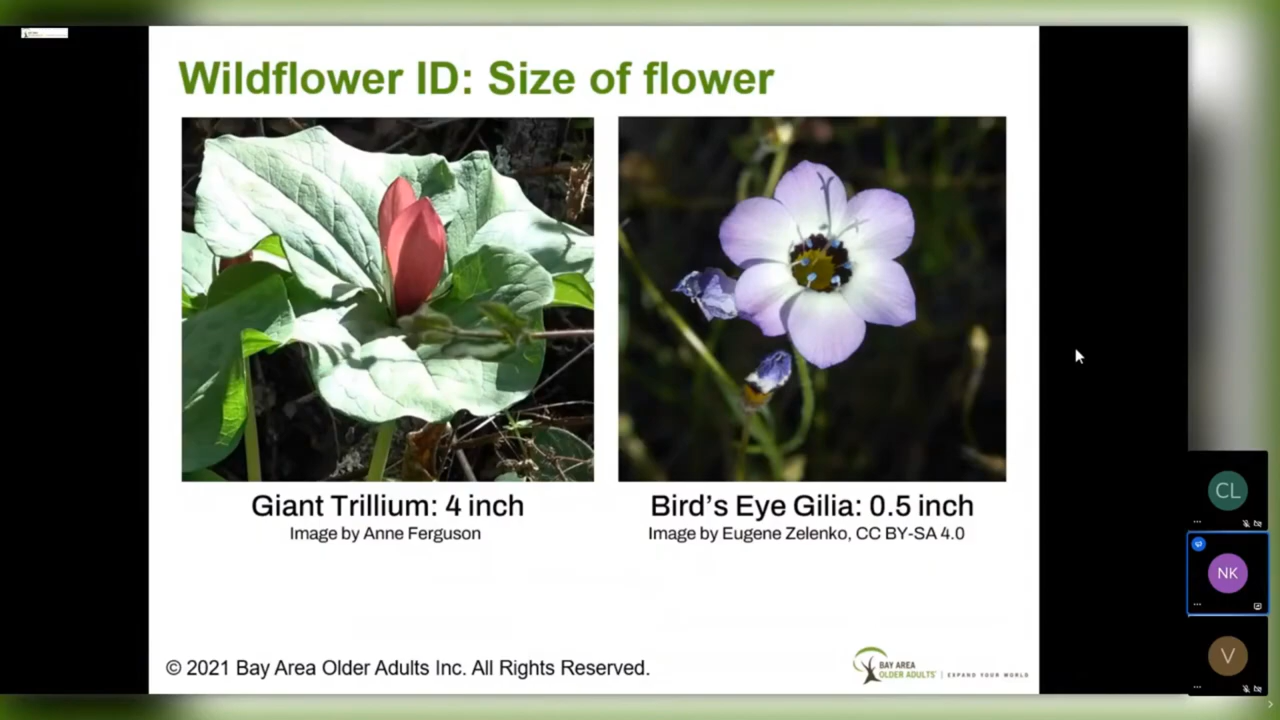 Wildflower ID: Size of flower
Giant Trillium: 4 inch
Image by Anne Ferguson
Bird's Eye Gilia: 0.5 inch
Image by Eugene Zelenko, CC BY-SA 4.0
© 2021 Bay Area Older Adults Inc. All Rights Reserved.
BAY AREA
OLDER ADULTS | EXPAND YOUR WORLD
CL
NK
V